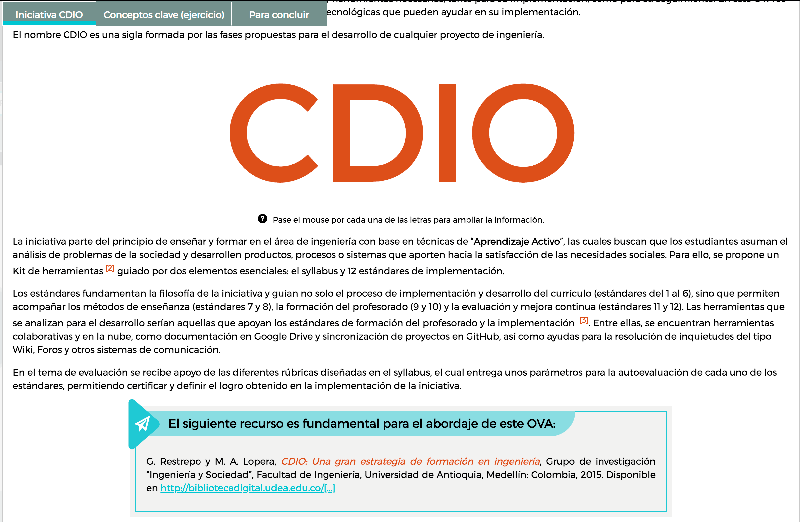 Iniciativa CDIO
Conceptos clave (ejercicio)
Para concluir
ecnológicas que pueden ayudar en su implementación.
El nombre CDIO es una sigla formada por las fases propuestas para el desarrollo de cualquier proyecto de ingeniería.
CDIO
? Pase el mouse por cada una de las letras para ampliar la información.
La iniciativa parte del principio de enseñar y formar en el área de ingeniería con base en técnicas de "Aprendizaje Activo", las cuales buscan que los estudiantes asuman el
análisis de problemas de la sociedad y desarrollen productos, procesos o sistemas que aporten hacia la satisfacción de las necesidades sociales. Para ello, se propone un
Kit de herramientas [2] guiado por dos elementos esenciales: el syllabus y 12 estándares de implementación.
Los estándares fundamentan la filosofía de la iniciativa y guían no solo el proceso de implementación y desarrollo del currículo (estándares del 1 al 6), sino que permiten
acompañar los métodos de enseñanza (estándares 7 y 8), la formación del profesorado (9 y 10) y la evaluación y mejora continua (estándares 11 y 12). Las herramientas que
se analizan para el desarrollo serían aquellas que apoyan los estándares de formación del profesorado y la implementación [3]. Entre ellas, se encuentran herramientas
colaborativas y en la nube, como documentación en Google Drive y sincronización de proyectos en GitHub, así como ayudas para la resolución de inquietudes del tipo
Wiki, Foros y otros sistemas de comunicación.
En el tema de evaluación se recibe apoyo de las diferentes rúbricas diseñadas en el syllabus, el cual entrega unos parámetros para la autoevaluación de cada uno de los
estándares, permitiendo certificar y definir el logro obtenido en la implementación de la iniciativa.
El siguiente recurso es fundamental para el abordaje de este OVA:
G. Restrepo y M. A. Lopera, CDIO: Una gran estrategia de formación en ingeniería, Grupo de investigación
"Ingeniería y Sociedad", Facultad de Ingeniería, Universidad de Antioquia, Medellín: Colombia, 2015. Disponible
en http://bibliotecadigital.udea.edu.co/[...]